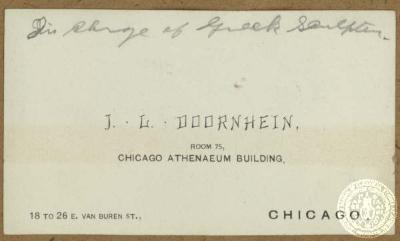 In charge of Greek Sculpture.
J. · L. · DOORNHEIN,
ROOM 75,
CHICAGO ATHENAEUM BUILDING,
18 TO 26 E. VAN BUREN ST.,
CHICAGO.